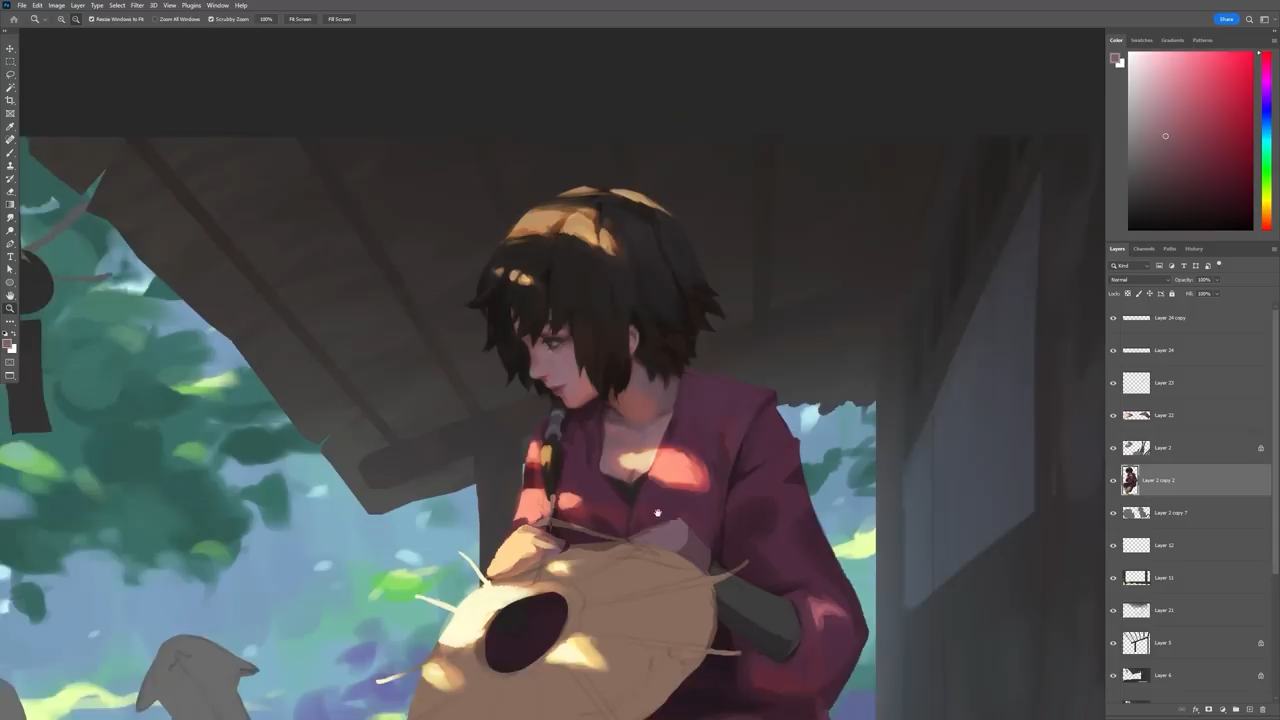 Ps File Edit Image Layer Type Select Filter 3D View Plugins Window Help
Resize Windows to Fit Zoom All Windows Scrubby Zoom 100% Fit Screen Fill Screen Share
Color Swatches Gradients Patterns
Layers Channels Paths History
Kind
Normal Opacity: 100%
Lock: Fill: 100%
Layer 24 copy
Layer 24
Layer 23
Layer 22
Layer 2
Layer 2 copy 2
Layer 2 copy 7
Layer 12
Layer 11
Layer 21
Layer 5
Layer 6